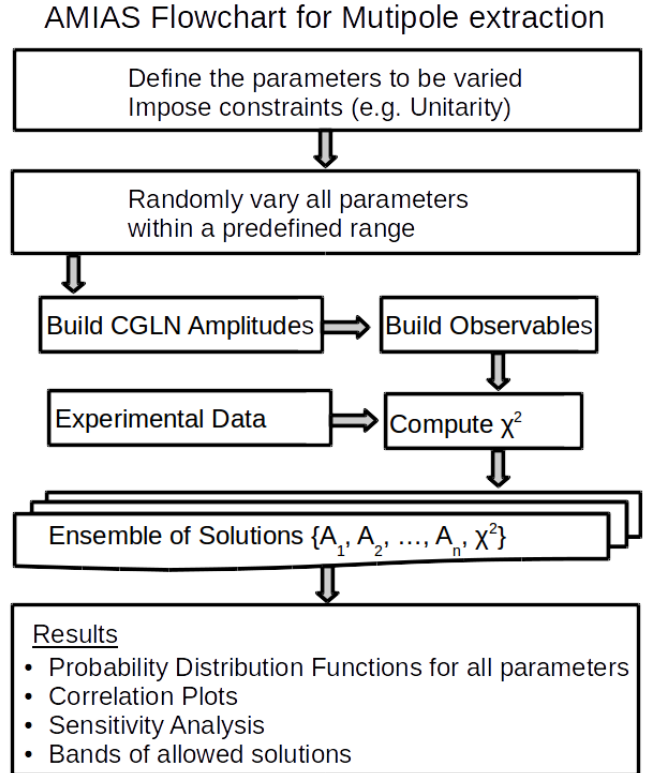 AMIAS Flowchart for Mutipole extraction
Define the parameters to be varied
Impose constraints (e.g. Unitarity)
Randomly vary all parameters
within a predefined range
Build CGLN Amplitudes
Build Observables
Experimental Data
Compute χ²
Ensemble of Solutions {A₁, A₂, ..., Aₙ, χ²}
Results
• Probability Distribution Functions for all parameters
• Correlation Plots
• Sensitivity Analysis
• Bands of allowed solutions